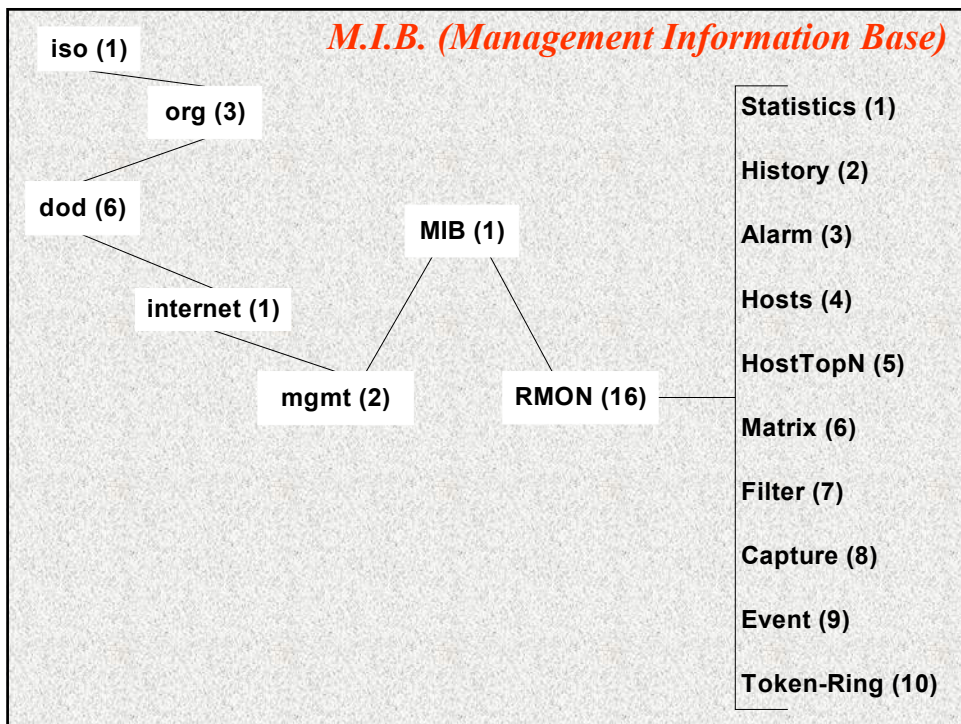 M.I.B. (Management Information Base)
iso (1)
org (3)
dod (6)
internet (1)
mgmt (2)
MIB (1)
RMON (16)
Statistics (1)
History (2)
Alarm (3)
Hosts (4)
HostTopN (5)
Matrix (6)
Filter (7)
Capture (8)
Event (9)
Token-Ring (10)